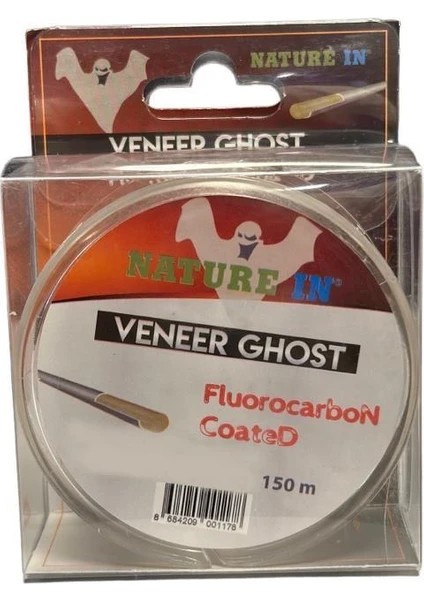 NATURE IN®
VENEER GHOST
NATURE IN®
VENEER GHOST
FluorocarboN
CoateD
150 m
8 684209 001178